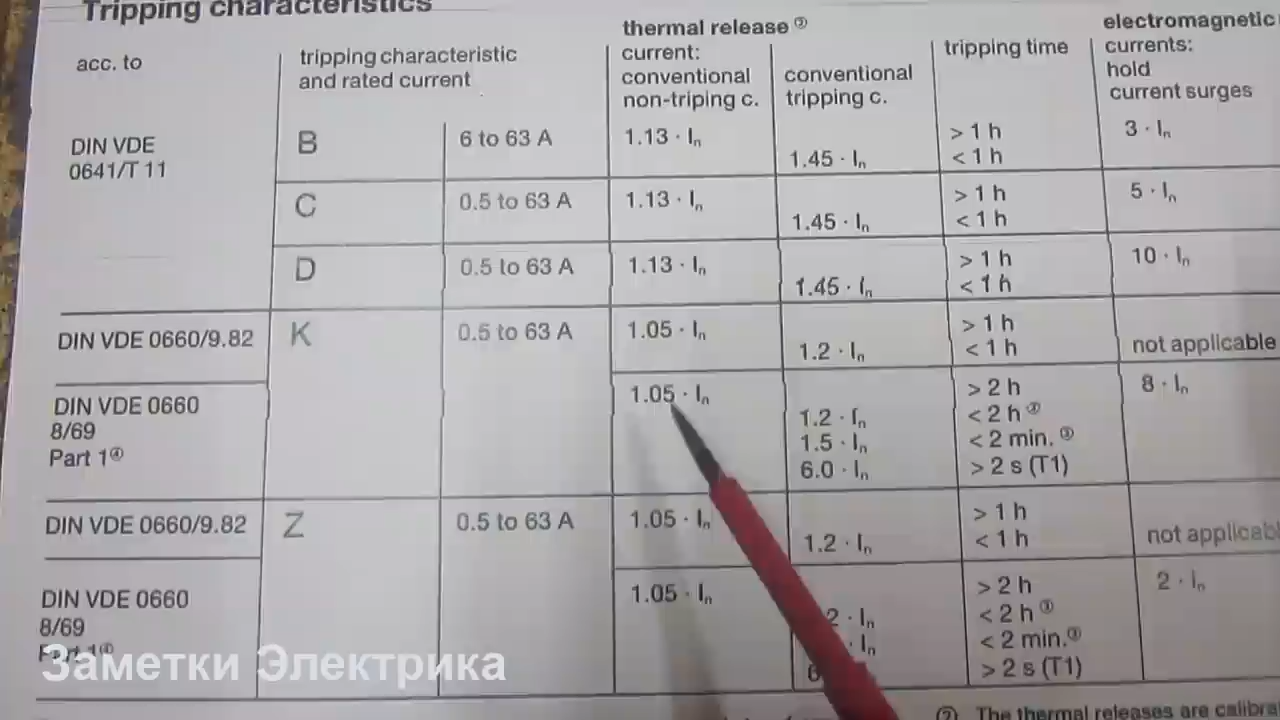 Tripping characteristics
acc. to
tripping characteristic
and rated current
thermal release ②
current:
conventional
non-triping c.
conventional
tripping c.
tripping time
electromagnetic
currents:
hold
current surges
DIN VDE
0641/T 11
B
6 to 63 A
1.13 · In
1.45 · In
> 1 h
< 1 h
3 · In
C
0.5 to 63 A
1.13 · In
1.45 · In
> 1 h
< 1 h
5 · In
D
0.5 to 63 A
1.13 · In
1.45 · In
> 1 h
< 1 h
10 · In
DIN VDE 0660/9.82
K
0.5 to 63 A
1.05 · In
1.2 · In
> 1 h
< 1 h
not applicable
DIN VDE 0660
8/69
Part 1④
1.05 · In
1.2 · In
1.5 · In
6.0 · In
> 2 h
< 2 h ③
< 2 min. ③
> 2 s (T1)
8 · In
DIN VDE 0660/9.82
Z
0.5 to 63 A
1.05 · In
1.2 · In
> 1 h
< 1 h
not
DIN VDE 0660
8/69
Part 1④
1.05 · In
· In
· In
> 2 h
< 2 h ③
< 2 min.③
> 2 s (T1)
2 · In
Заметки Электрика
② The thermal releases are